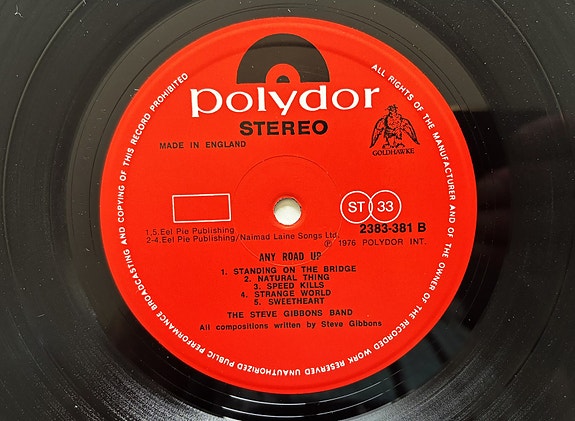 polydor
STEREO
MADE IN ENGLAND
GOLDHAWKE
ST 33
1,5.Eel Pie Publishing
2-4.Eel Pie Publishing/Naimad Laine Songs Ltd.
2383-381 B
℗ 1976 POLYDOR INT.
ANY ROAD UP
1. STANDING ON THE BRIDGE
2. NATURAL THING
3. SPEED KILLS
4. STRANGE WORLD
5. SWEETHEART
THE STEVE GIBBONS BAND
All compositions written by Steve Gibbons
ALL RIGHTS OF THE MANUFACTURER AND OF THE OWNER OF THE RECORDED WORK RESERVED UNAUTHORIZED PUBLIC PERFORMANCE BROADCASTING AND COPYING OF THIS RECORD PROHIBITED